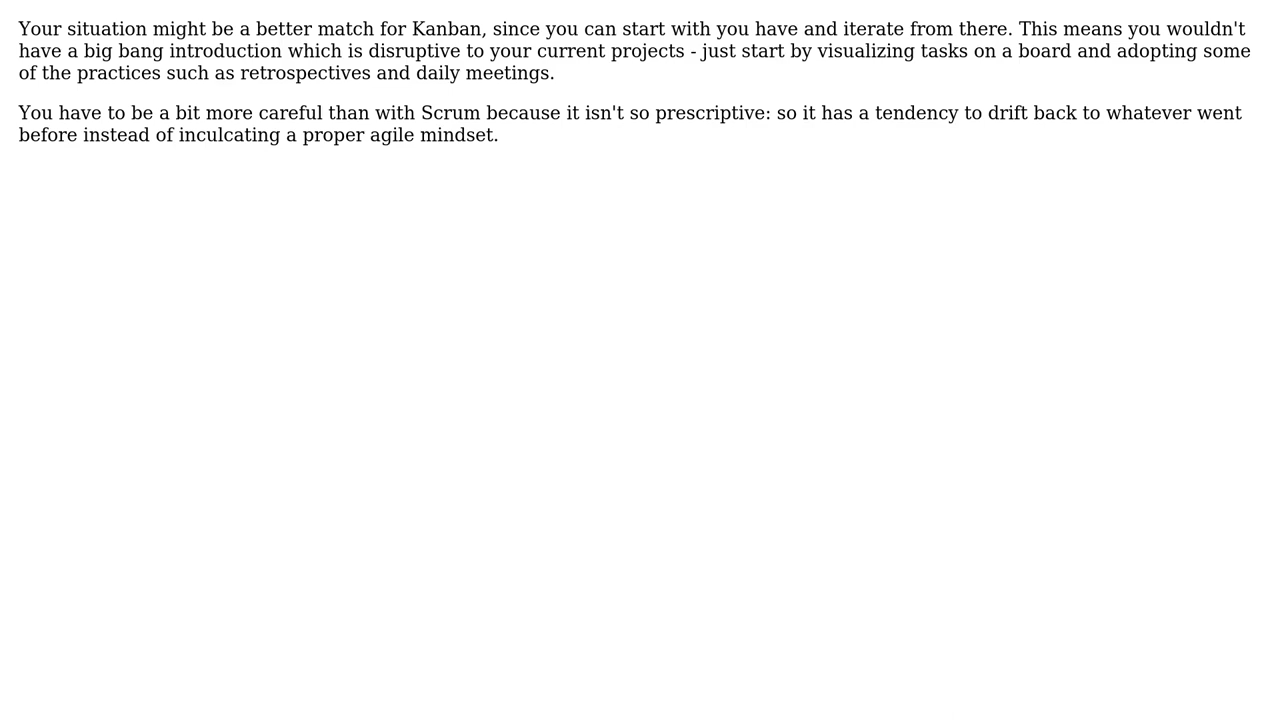 Your situation might be a better match for Kanban, since you can start with you have and iterate from there. This means you wouldn't
have a big bang introduction which is disruptive to your current projects - just start by visualizing tasks on a board and adopting some
of the practices such as retrospectives and daily meetings.
You have to be a bit more careful than with Scrum because it isn't so prescriptive: so it has a tendency to drift back to whatever went
before instead of inculcating a proper agile mindset.